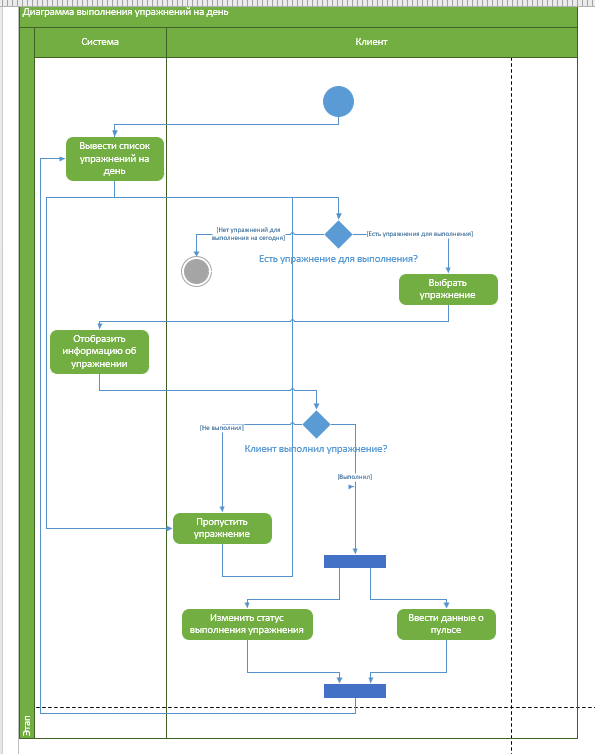 Диаграмма выполнения упражнений на день
Система
Клиент
Вывести список
упражнений на
день
[Нет упражнений для
выполнения на сегодня]
[Есть упражнения для выполнения]
Есть упражнение для выполнения?
Выбрать
упражнение
Отобразить
информацию об
упражнении
[Не выполнил]
Клиент выполнил упражнение?
[Выполнил]
Пропустить
упражнение
Изменить статус
выполнения упражнения
Ввести данные о
пульсе
Этап